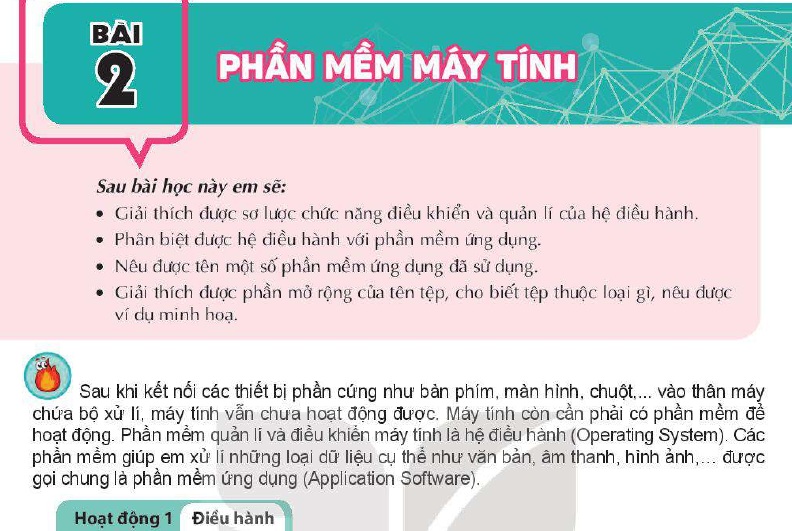 BÀI
2
PHẦN MỀM MÁY TÍNH
Sau bài học này em sẽ:
• Giải thích được sơ lược chức năng điều khiển và quản lí của hệ điều hành.
• Phân biệt được hệ điều hành với phần mềm ứng dụng.
• Nêu được tên một số phần mềm ứng dụng đã sử dụng.
• Giải thích được phần mở rộng của tên tệp, cho biết tệp thuộc loại gì, nêu được
ví dụ minh hoạ.
Sau khi kết nối các thiết bị phần cứng như bàn phím, màn hình, chuột,... vào thân máy
chứa bộ xử lí, máy tính vẫn chưa hoạt động được. Máy tính còn cần phải có phần mềm để
hoạt động. Phần mềm quản lí và điều khiển máy tính là hệ điều hành (Operating System). Các
phần mềm giúp em xử lí những loại dữ liệu cụ thể như văn bản, âm thanh, hình ảnh,... được
gọi chung là phần mềm ứng dụng (Application Software).
Hoạt động 1 Điều hành